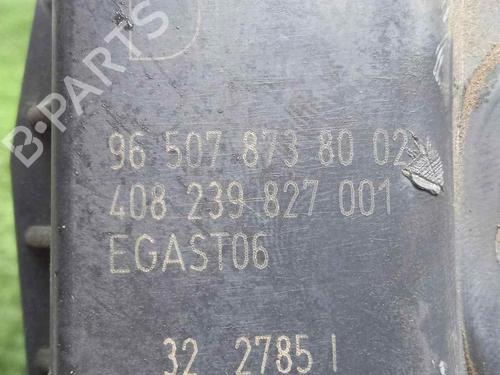 B-PARTS
96 507 873 80 02
408 239 827 001
EGAST06
32 2785 I